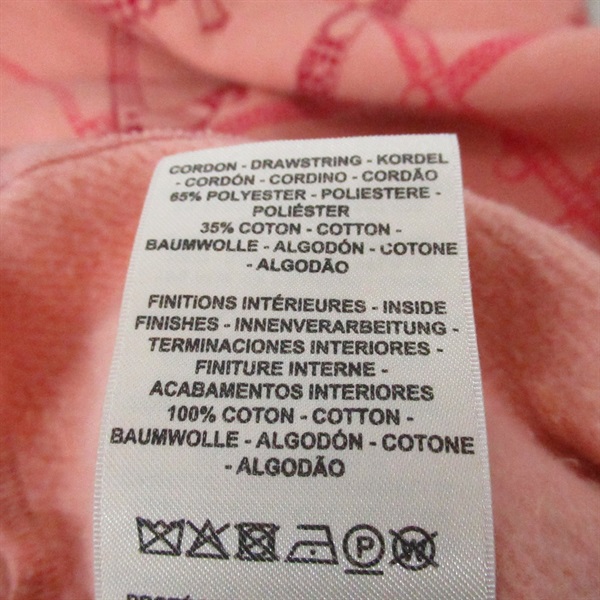 CORDON - DRAWSTRING - KORDEL
- CORDÓN - CORDINO - CORDÃO
65% POLYESTER - POLIESTERE -
POLIÉSTER
35% COTON - COTTON -
BAUMWOLLE - ALGODÓN - COTONE
- ALGODÃO
FINITIONS INTÉRIEURES - INSIDE
FINISHES - INNENVERARBEITUNG -
TERMINACIONES INTERIORES -
FINITURE INTERNE -
ACABAMENTOS INTERIORES
100% COTON - COTTON -
BAUMWOLLE - ALGODÓN - COTONE
- ALGODÃO
P W